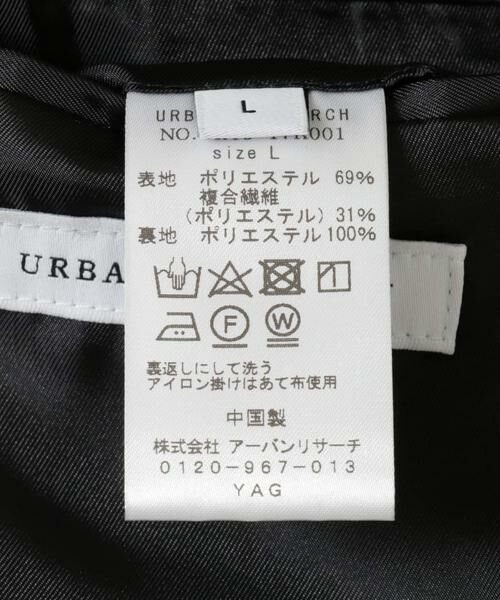 L
URB RCH
NO. 001
size L
表地 ポリエステル 69%
複合繊維
(ポリエステル) 31%
裏地 ポリエステル 100%
URBA
F W
裏返しにして洗う
アイロン掛けはあて布使用
中国製
株式会社 アーバンリサーチ
0120-967-013
YAG